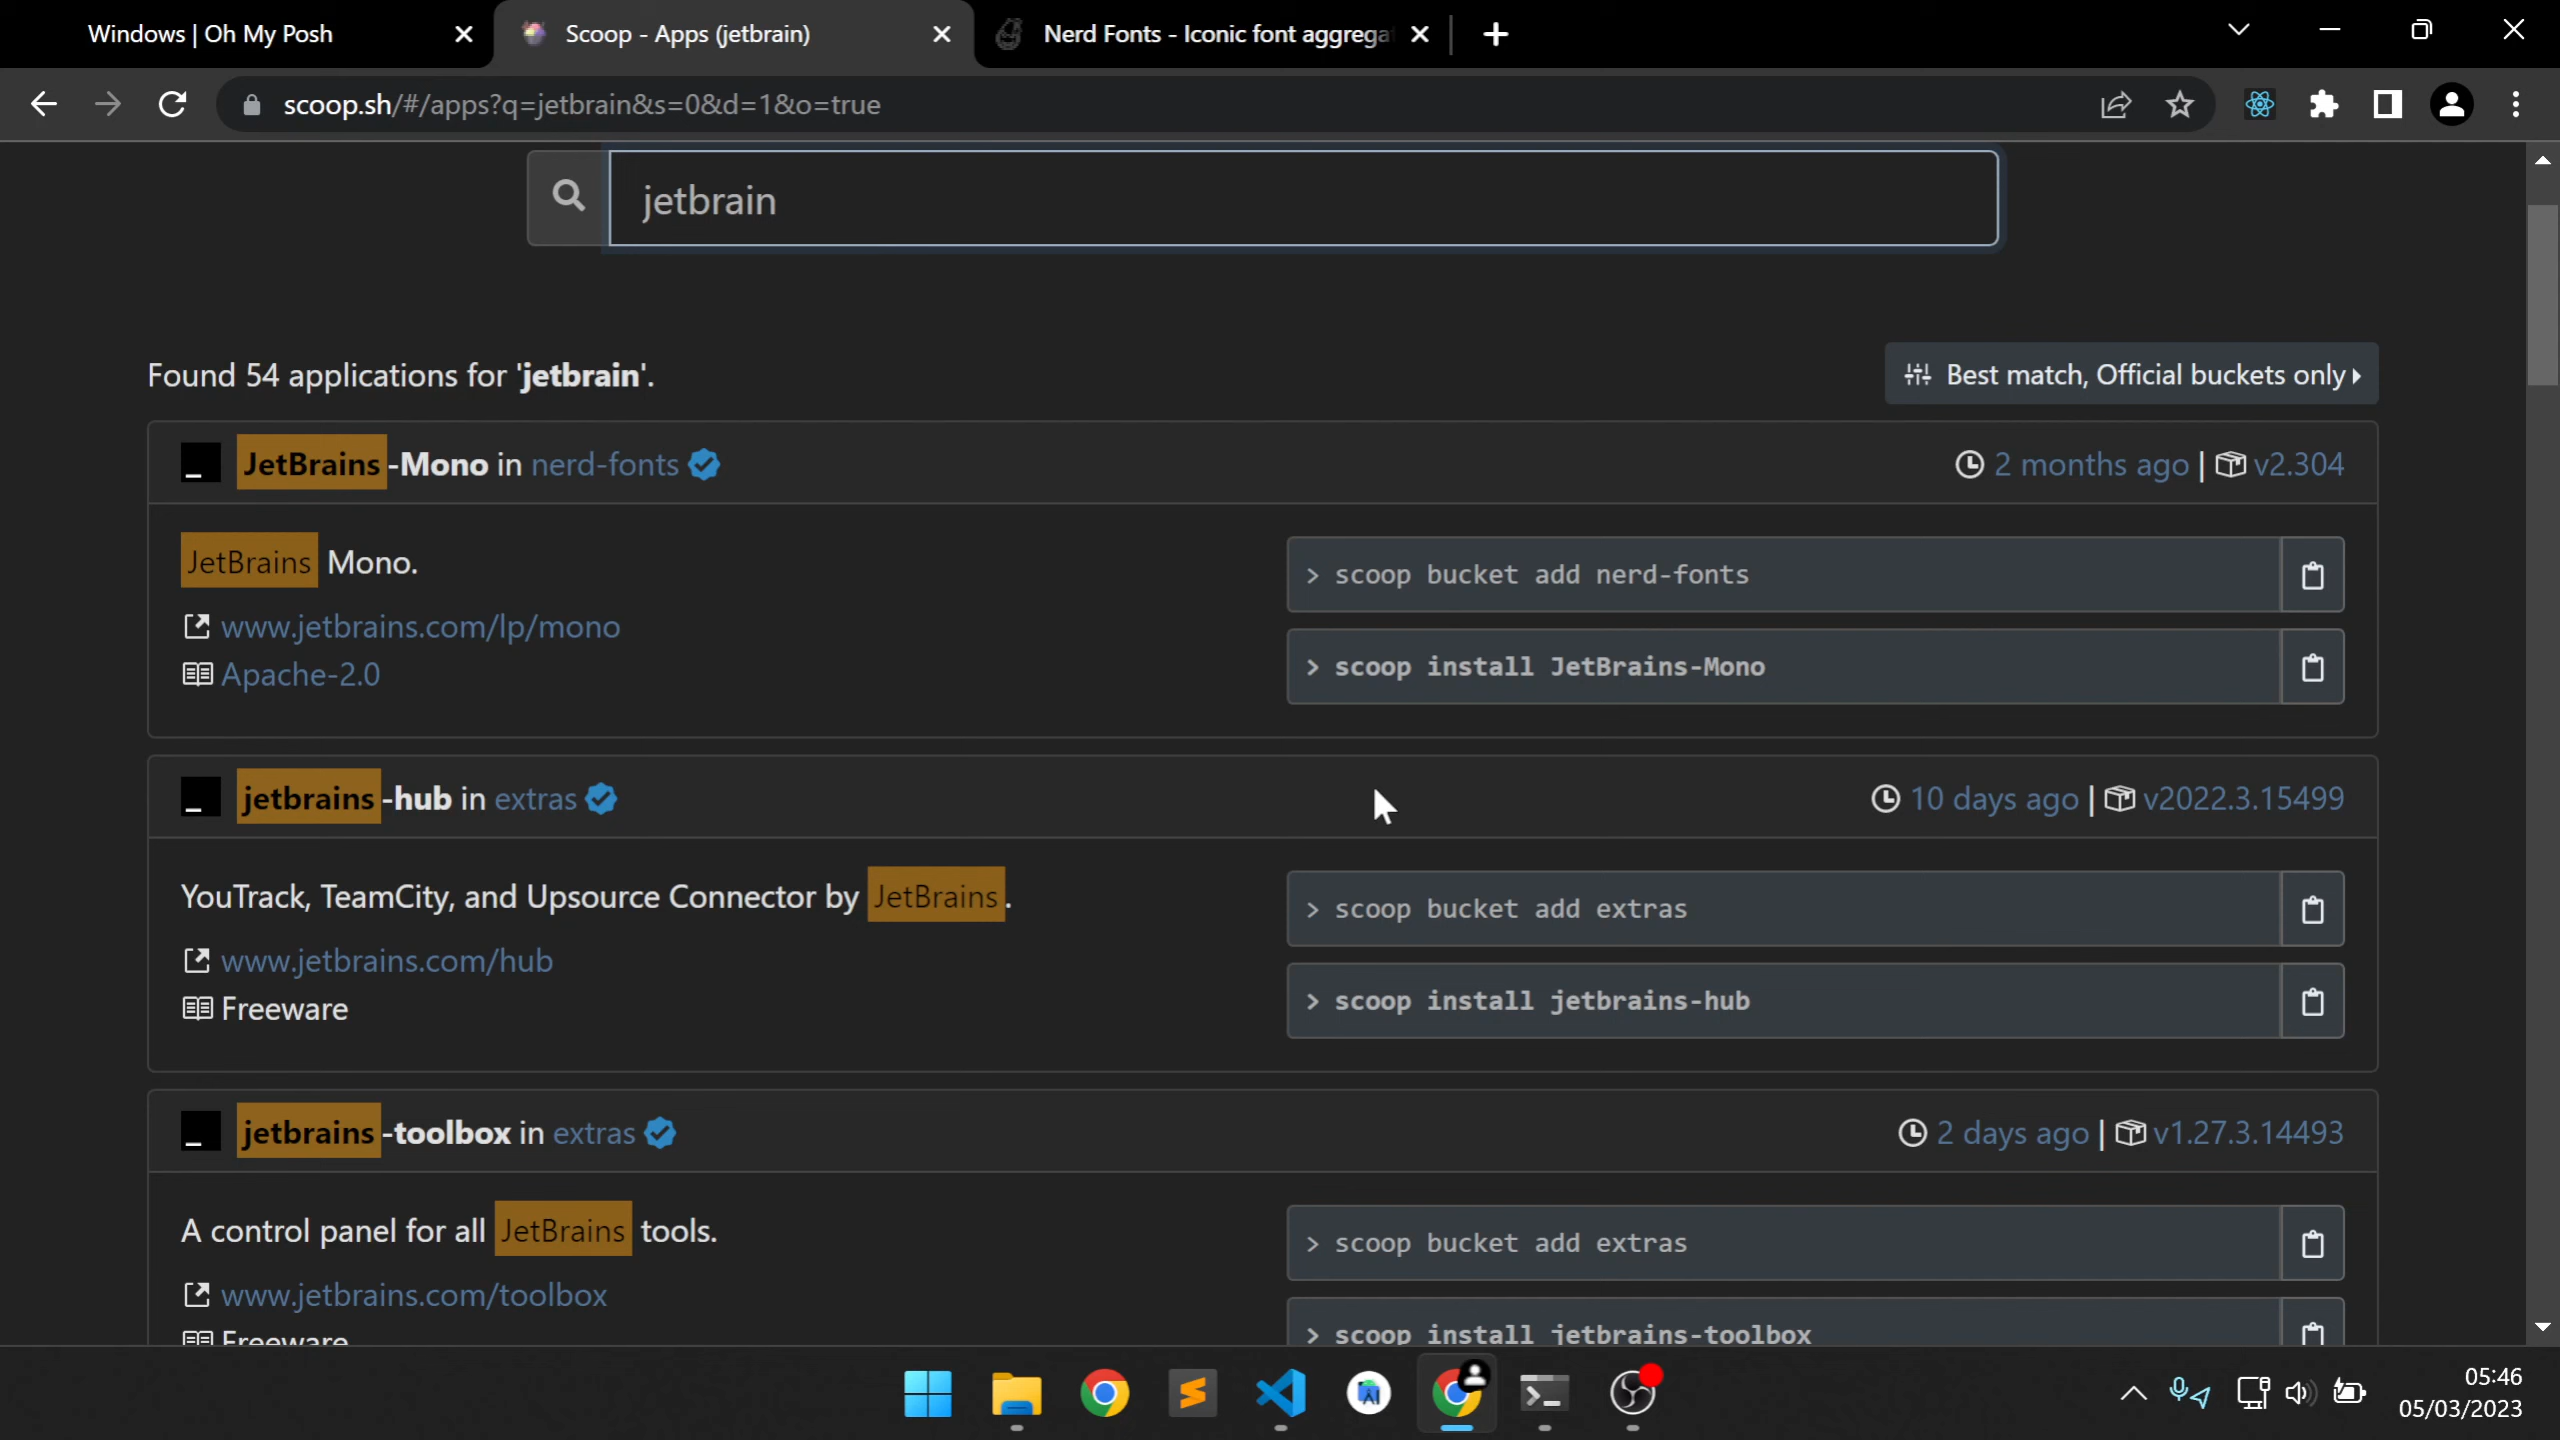 Windows | Oh My Posh
Scoop - Apps (jetbrain)
Nerd Fonts - Iconic font aggrega
scoop.sh/#/apps?q=jetbrain&s=0&d=1&o=true
jetbrain
Found 54 applications for 'jetbrain'.
Best match, Official buckets only
JetBrains-Mono in nerd-fonts
2 months ago | v2.304
JetBrains Mono.
> scoop bucket add nerd-fonts
www.jetbrains.com/lp/mono
> scoop install JetBrains-Mono
Apache-2.0
jetbrains-hub in extras
10 days ago | v2022.3.15499
YouTrack, TeamCity, and Upsource Connector by JetBrains.
> scoop bucket add extras
www.jetbrains.com/hub
> scoop install jetbrains-hub
Freeware
jetbrains-toolbox in extras
2 days ago | v1.27.3.14493
A control panel for all JetBrains tools.
> scoop bucket add extras
www.jetbrains.com/toolbox
> scoop install jetbrains-toolbox
Freeware
05:46
05/03/2023